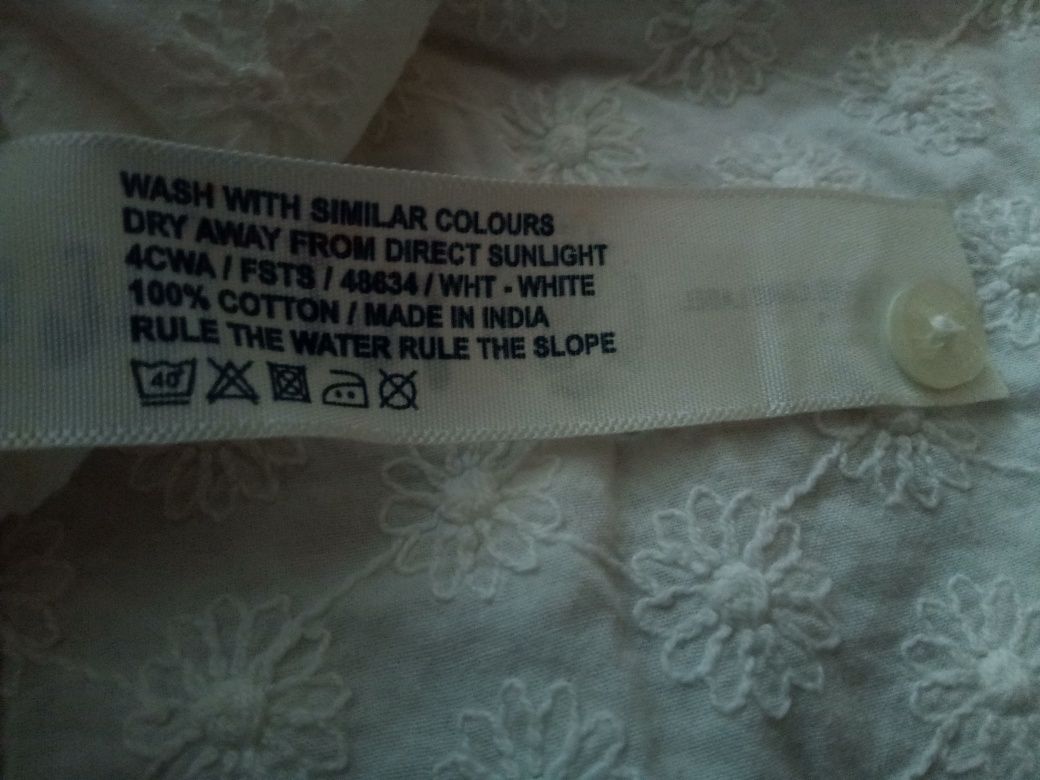 WASH WITH SIMILAR COLOURS
DRY AWAY FROM DIRECT SUNLIGHT
4CWA / FSTS / 48634 / WHT - WHITE
100% COTTON / MADE IN INDIA
RULE THE WATER RULE THE SLOPE
40